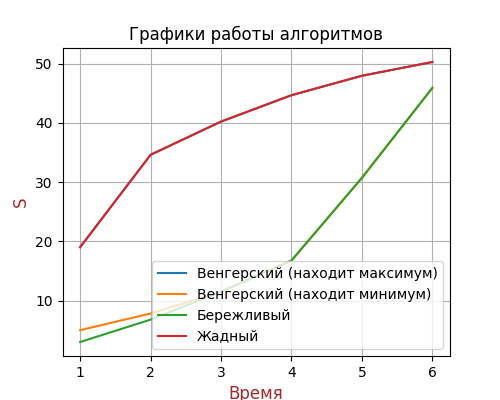 Графики работы алгоритмов
S
50
40
30
20
10
Венгерский (находит максимум)
Венгерский (находит минимум)
Бережливый
Жадный
1 2 3 4 5 6
Время